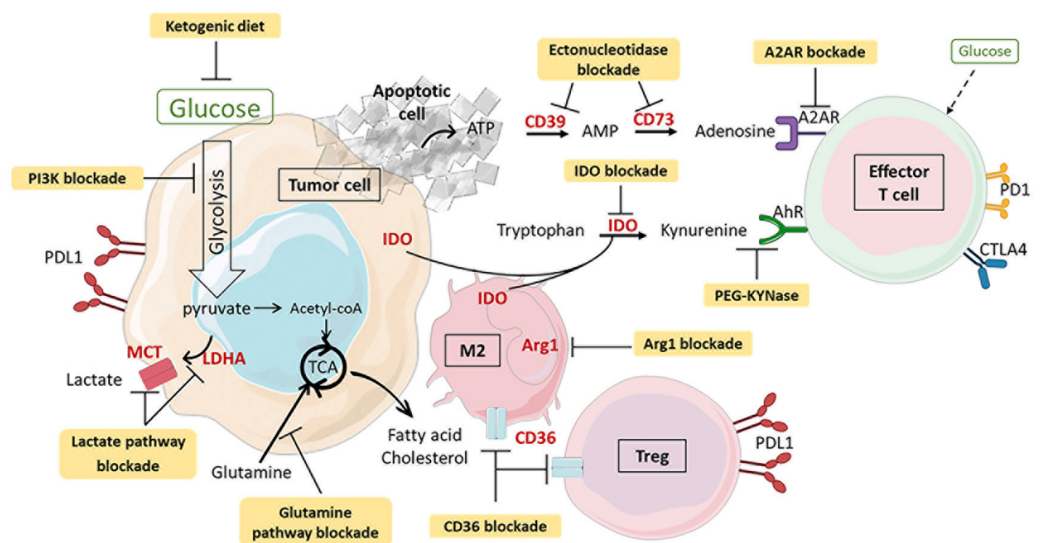 Ketogenic diet
Glucose
PI3K blockade
Glycolysis
Tumor cell
Apoptotic
cell
ATP
CD39
AMP
CD73
Adenosine
Ectonucleotidase
blockade
A2AR bockade
A2AR
Glucose
Effector
T cell
PD1
CTLA4
AhR
IDO blockade
IDO
Tryptophan
IDO
Kynurenine
PEG-KYNase
PDL1
pyruvate
Acetyl-coA
TCA
MCT
LDHA
Lactate
Lactate pathway
blockade
Glutamine
Glutamine
pathway blockade
Fatty acid
Cholesterol
IDO
Arg1
M2
Arg1 blockade
CD36
CD36 blockade
Treg
PDL1